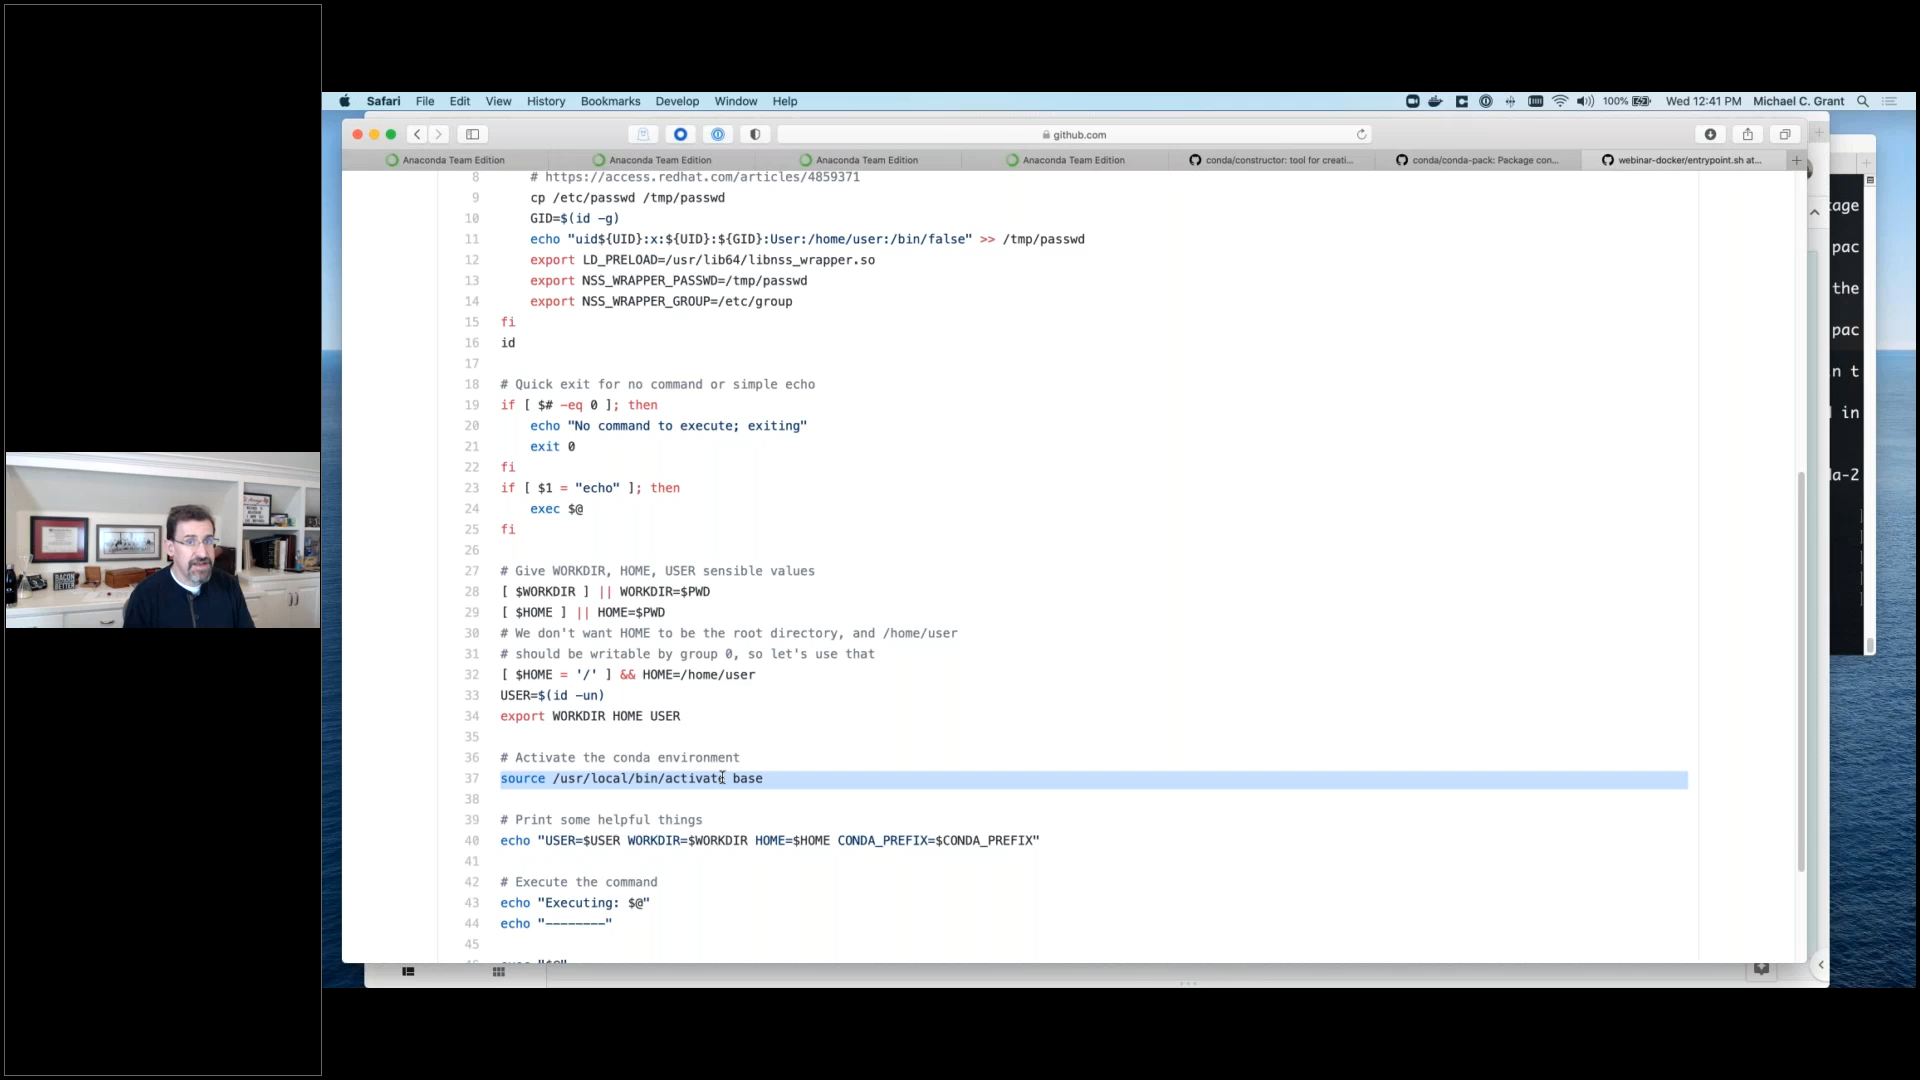 Safari File Edit View History Bookmarks Develop Window Help
100% Wed 12:41 PM Michael C. Grant
github.com
Anaconda Team Edition
Anaconda Team Edition
Anaconda Team Edition
Anaconda Team Edition
conda/constructor: tool for creati...
conda/conda-pack: Package con...
webinar-docker/entrypoint.sh at...
8 # https://access.redhat.com/articles/4859371
9 cp /etc/passwd /tmp/passwd
10 GID=$(id -g)
11 echo "uid${UID}:x:${UID}:${GID}:User:/home/user:/bin/false" >> /tmp/passwd
12 export LD_PRELOAD=/usr/lib64/libnss_wrapper.so
13 export NSS_WRAPPER_PASSWD=/tmp/passwd
14 export NSS_WRAPPER_GROUP=/etc/group
15 fi
16 id
17
18 # Quick exit for no command or simple echo
19 if [ $# -eq 0 ]; then
20 echo "No command to execute; exiting"
21 exit 0
22 fi
23 if [ $1 = "echo" ]; then
24 exec $@
25 fi
26
27 # Give WORKDIR, HOME, USER sensible values
28 [ $WORKDIR ] || WORKDIR=$PWD
29 [ $HOME ] || HOME=$PWD
30 # We don't want HOME to be the root directory, and /home/user
31 # should be writable by group 0, so let's use that
32 [ $HOME = '/' ] && HOME=/home/user
33 USER=$(id -un)
34 export WORKDIR HOME USER
35
36 # Activate the conda environment
37 source /usr/local/bin/activate base
38
39 # Print some helpful things
40 echo "USER=$USER WORKDIR=$WORKDIR HOME=$HOME CONDA_PREFIX=$CONDA_PREFIX"
41
42 # Execute the command
43 echo "Executing: $@"
44 echo "--------"
45
tage
pac
the
pac
n t
in
la-2
BACON
BETTER